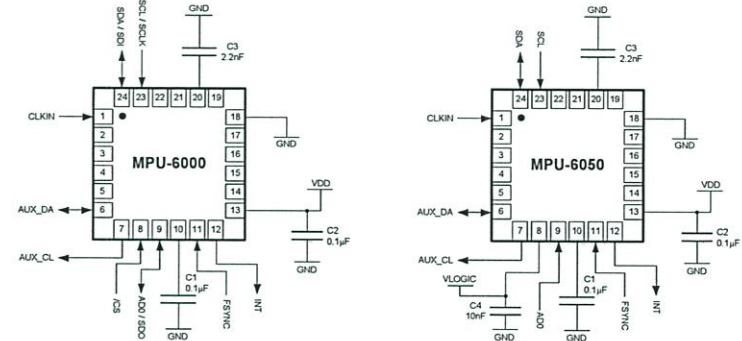 GND
SDA / SDI
SCL / SCLK
C3
2.2nF
24 23 22 21 20 19
CLKIN
1
2
3
4
5
6
18
17
16
15
14
13
MPU-6000
GND
VDD
AUX_DA
C2
0.1µF
GND
7 8 9 10 11 12
AUX_CL
/CS
AD0 / SDO
C1
0.1µF
GND
FSYNC
INT
GND
SDA
SCL
C3
2.2nF
24 23 22 21 20 19
CLKIN
1
2
3
4
5
6
18
17
16
15
14
13
MPU-6050
GND
VDD
AUX_DA
C2
0.1µF
GND
7 8 9 10 11 12
AUX_CL
VLOGIC
C4
10nF
GND
AD0
C1
0.1µF
GND
FSYNC
INT